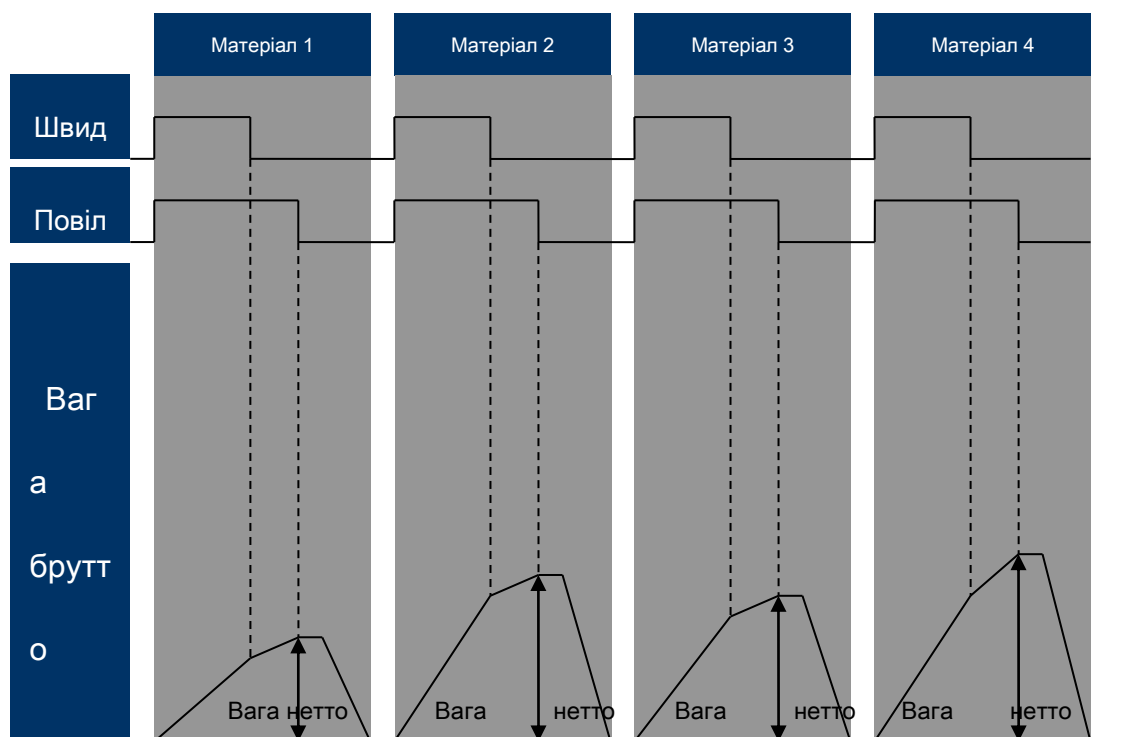 Матеріал 1
Матеріал 2
Матеріал 3
Матеріал 4
Швид
Повіл
Ваг
а
брутт
о
Вага нетто
Вага нетто
Вага нетто
Вага нетто